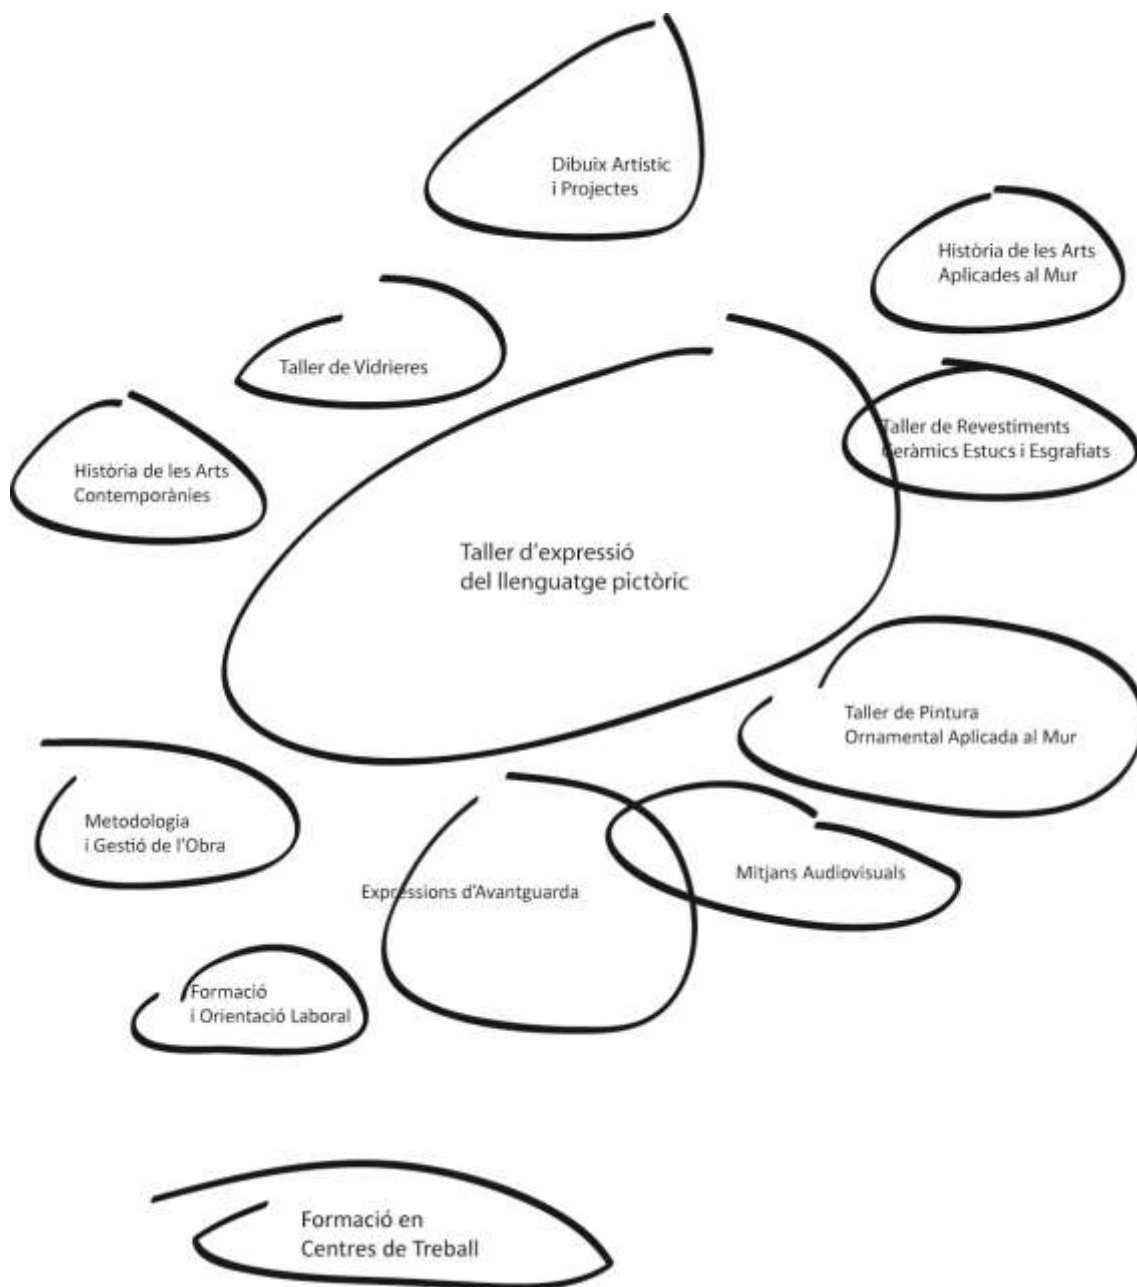 Dibuix Artístic
i Projectes
Història de les Arts
Aplicades al Mur
Taller de Vidrieres
Taller de Revestiments
Ceràmics Estucs i Esgrafiats
Història de les Arts
Contemporànies
Taller d'expressió
del llenguatge pictòric
Taller de Pintura
Ornamental Aplicada al Mur
Metodologia
i Gestió de l'Obra
Mitjans Audiovisuals
Expressions d'Avantguarda
Formació
i Orientació Laboral
Formació en
Centres de Treball